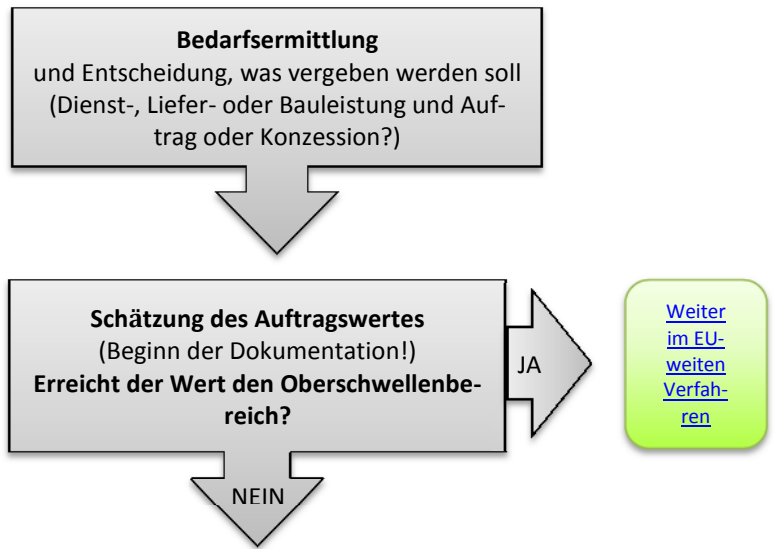 Bedarfsermittlung
und Entscheidung, was vergeben werden soll
(Dienst-, Liefer- oder Bauleistung und Auf-
trag oder Konzession?)
Schätzung des Auftragswertes
(Beginn der Dokumentation!)
Erreicht der Wert den Oberschwellenbe-
reich?
JA
Weiter
im EU-
weiten
Verfah-
ren
NEIN